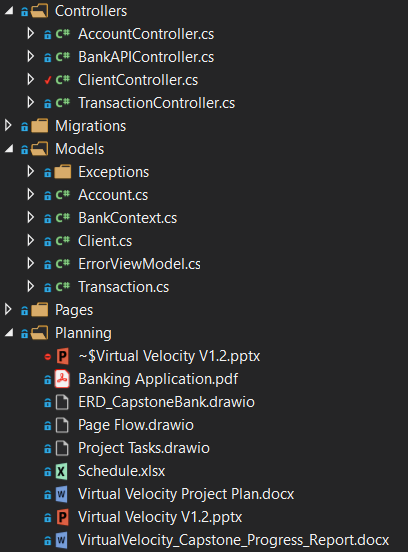 Controllers
C# AccountController.cs
C# BankAPIController.cs
C# ClientController.cs
C# TransactionController.cs
Migrations
Models
Exceptions
C# Account.cs
C# BankContext.cs
C# Client.cs
C# ErrorViewModel.cs
C# Transaction.cs
Pages
Planning
P ~$Virtual Velocity V1.2.pptx
Banking Application.pdf
ERD_CapstoneBank.drawio
Page Flow.drawio
Project Tasks.drawio
X Schedule.xlsx
W Virtual Velocity Project Plan.docx
P Virtual Velocity V1.2.pptx
W VirtualVelocity_Capstone_Progress_Report.docx